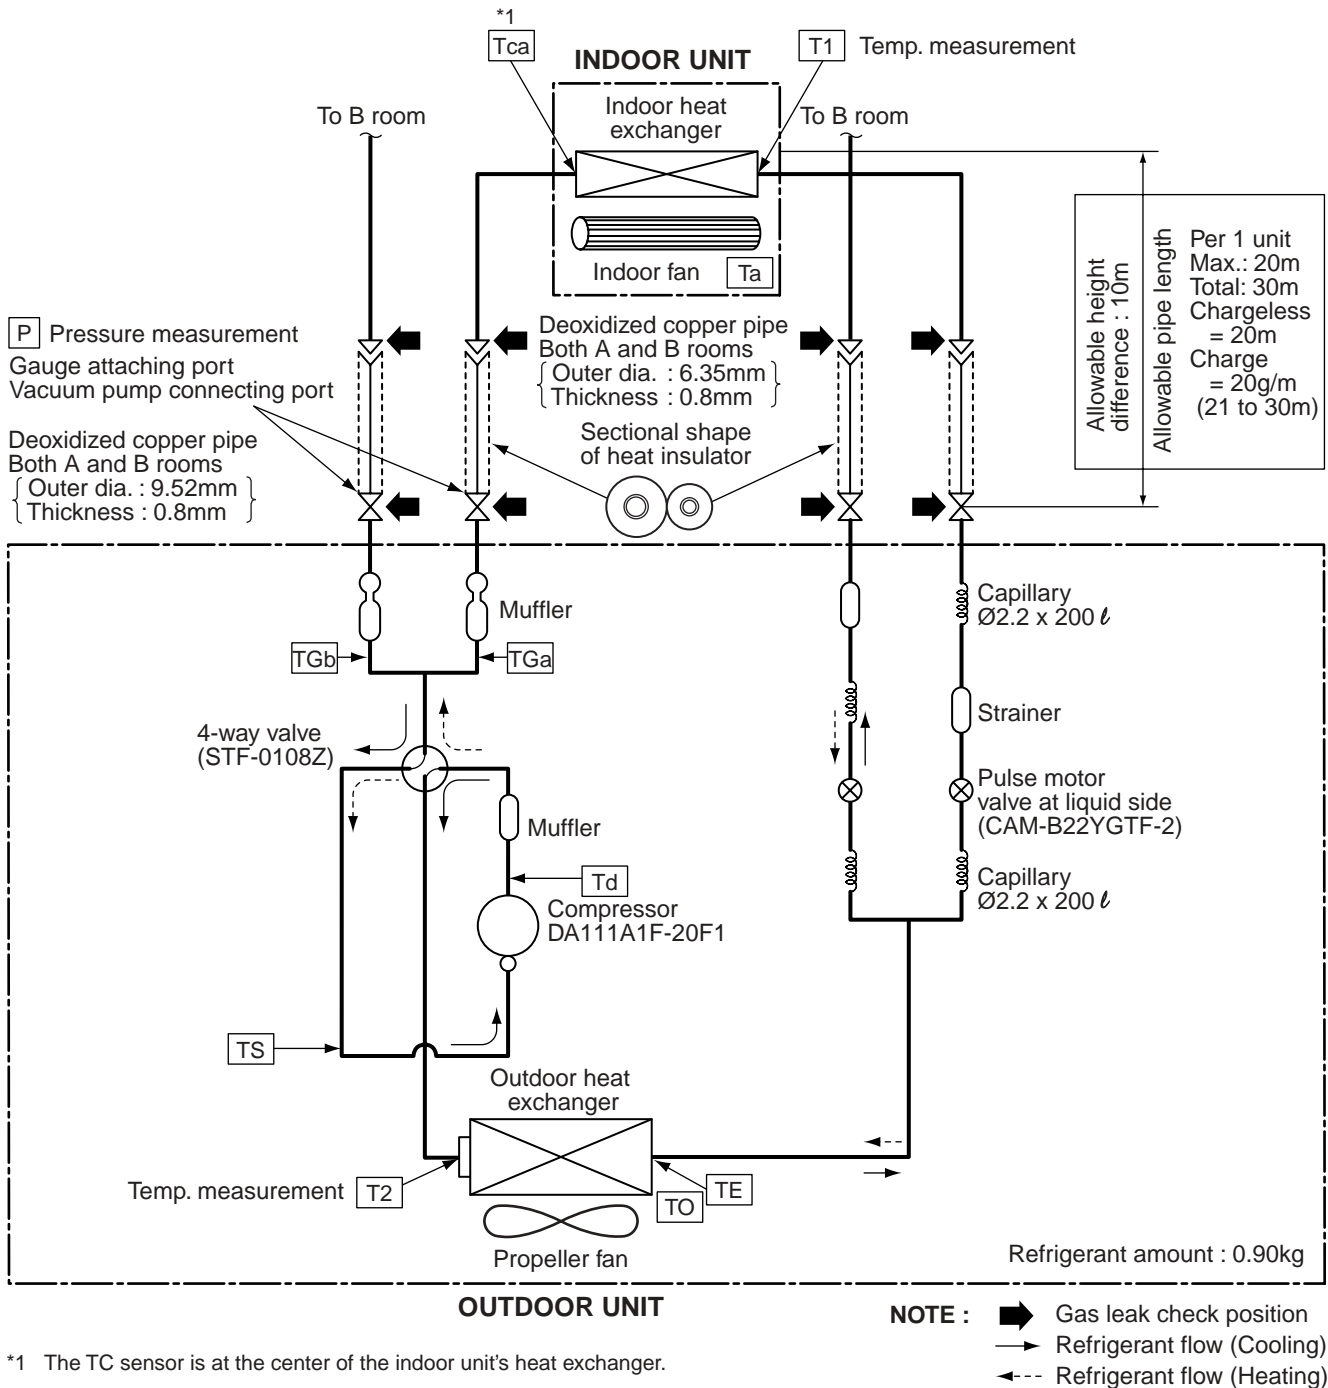 *1
Tca
T1 Temp. measurement
INDOOR UNIT
Indoor heat
exchanger
To B room
To B room
Indoor fan
Ta
P Pressure measurement
Gauge attaching port
Vacuum pump connecting port
Deoxidized copper pipe
Both A and B rooms
Outer dia. : 9.52mm
Thickness : 0.8mm
Deoxidized copper pipe
Both A and B rooms
Outer dia. : 6.35mm
Thickness : 0.8mm
Sectional shape
of heat insulator
Allowable height
difference : 10m
Allowable pipe length
Per 1 unit
Max.: 20m
Total: 30m
Chargeless
= 20m
Charge
= 20g/m
(21 to 30m)
Muffler
TGb
TGa
Capillary
Ø2.2 x 200 ℓ
Strainer
4-way valve
(STF-0108Z)
Pulse motor
valve at liquid side
(CAM-B22YGTF-2)
Muffler
Td
Compressor
DA111A1F-20F1
Capillary
Ø2.2 x 200 ℓ
TS
Outdoor heat
exchanger
Temp. measurement T2
TE
TO
Propeller fan
Refrigerant amount : 0.90kg
OUTDOOR UNIT
NOTE : Gas leak check position
Refrigerant flow (Cooling)
Refrigerant flow (Heating)
*1 The TC sensor is at the center of the indoor unit's heat exchanger.